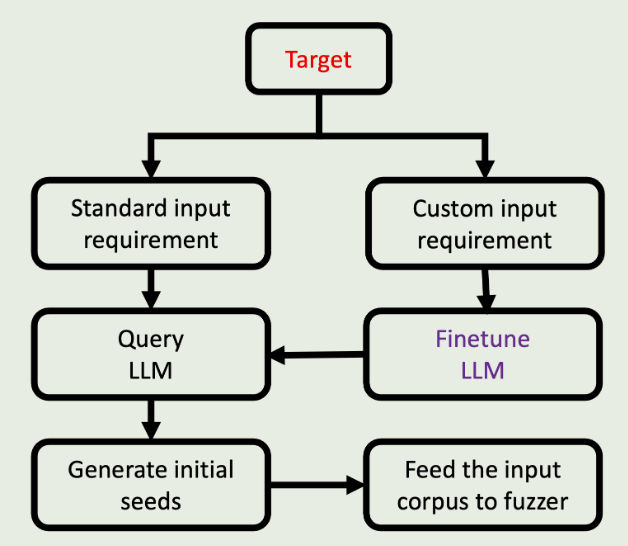 Target
Standard input
requirement
Custom input
requirement
Query
LLM
Finetune
LLM
Generate initial
seeds
Feed the input
corpus to fuzzer